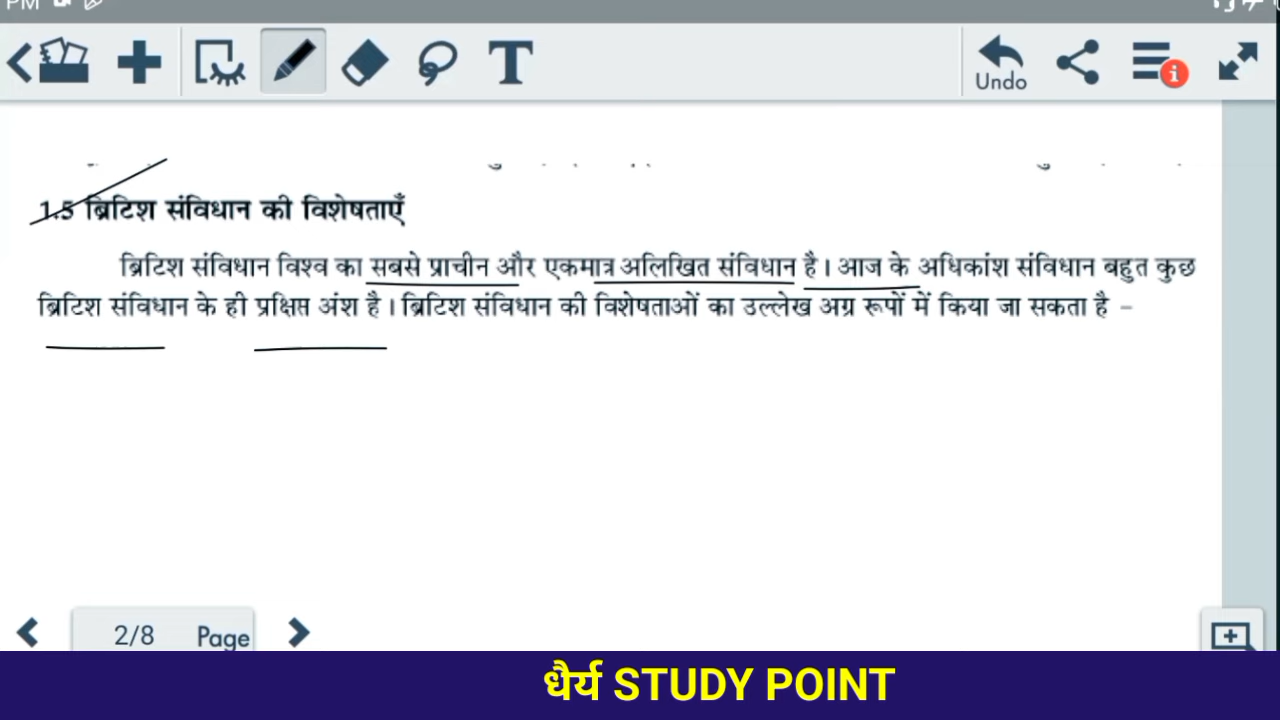 PM
Undo
1.5 ब्रिटिश संविधान की विशेषताएँ
ब्रिटिश संविधान विश्व का सबसे प्राचीन और एकमात्र अलिखित संविधान है। आज के अधिकांश संविधान बहुत कुछ
ब्रिटिश संविधान के ही प्रक्षिप्त अंश है। ब्रिटिश संविधान की विशेषताओं का उल्लेख अग्र रूपों में किया जा सकता है –
2/8 Page
धैर्य STUDY POINT